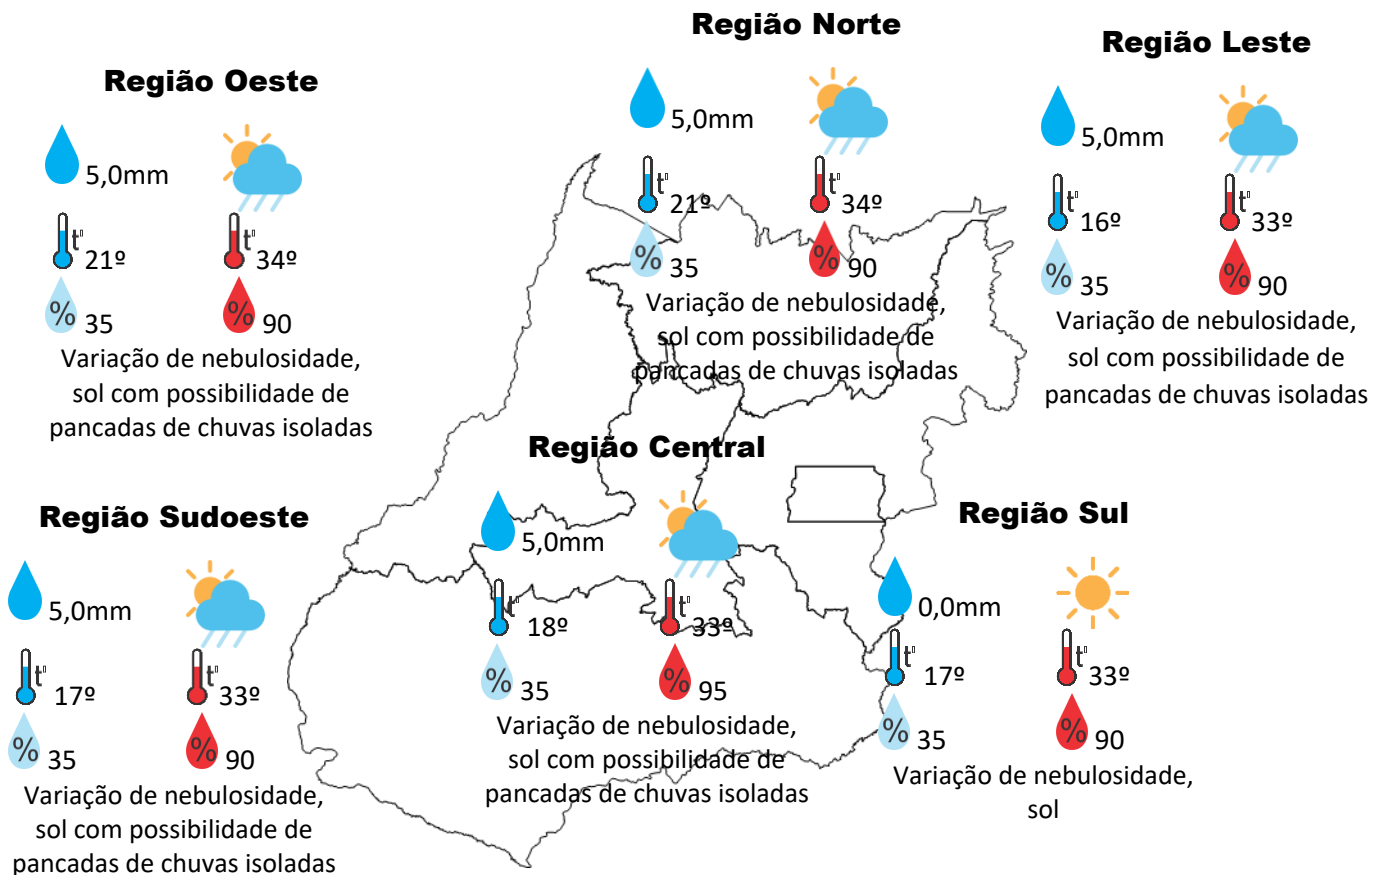 Região Norte
5,0mm
t°
21º
t°
34º
%
35
%
90
Variação de nebulosidade,
sol com possibilidade de
pancadas de chuvas isoladas
Região Leste
5,0mm
t°
16º
t°
33º
%
35
%
90
Variação de nebulosidade,
sol com possibilidade de
pancadas de chuvas isoladas
Região Oeste
5,0mm
t°
21º
t°
34º
%
35
%
90
Variação de nebulosidade,
sol com possibilidade de
pancadas de chuvas isoladas
Região Central
5,0mm
t°
18º
t°
33º
%
35
%
95
Variação de nebulosidade,
sol com possibilidade de
pancadas de chuvas isoladas
Região Sudoeste
5,0mm
t°
17º
t°
33º
%
35
%
90
Variação de nebulosidade,
sol com possibilidade de
pancadas de chuvas isoladas
Região Sul
0,0mm
t°
17º
t°
33º
%
35
%
90
Variação de nebulosidade,
sol